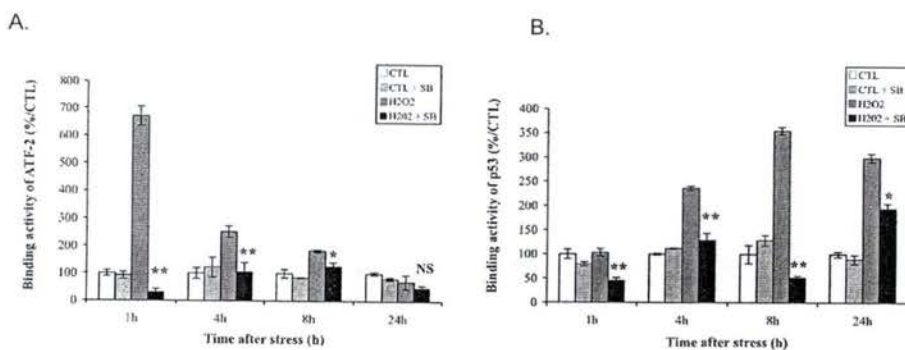 A.
B.
CTL
CTL + SB
H2O2
H202 + SB
Binding activity of ATF-2 (%/CTL)
800
700
600
500
400
300
200
100
0
**
**
*
NS
1h
4h
8h
24h
Time after stress (h)
CTL
CTL + SB
H2O2
H202 + SB
Binding activity of p53 (%/CTL)
400
350
300
250
200
150
100
50
0
**
**
**
*
1h
4h
8h
24h
Time after stress (h)